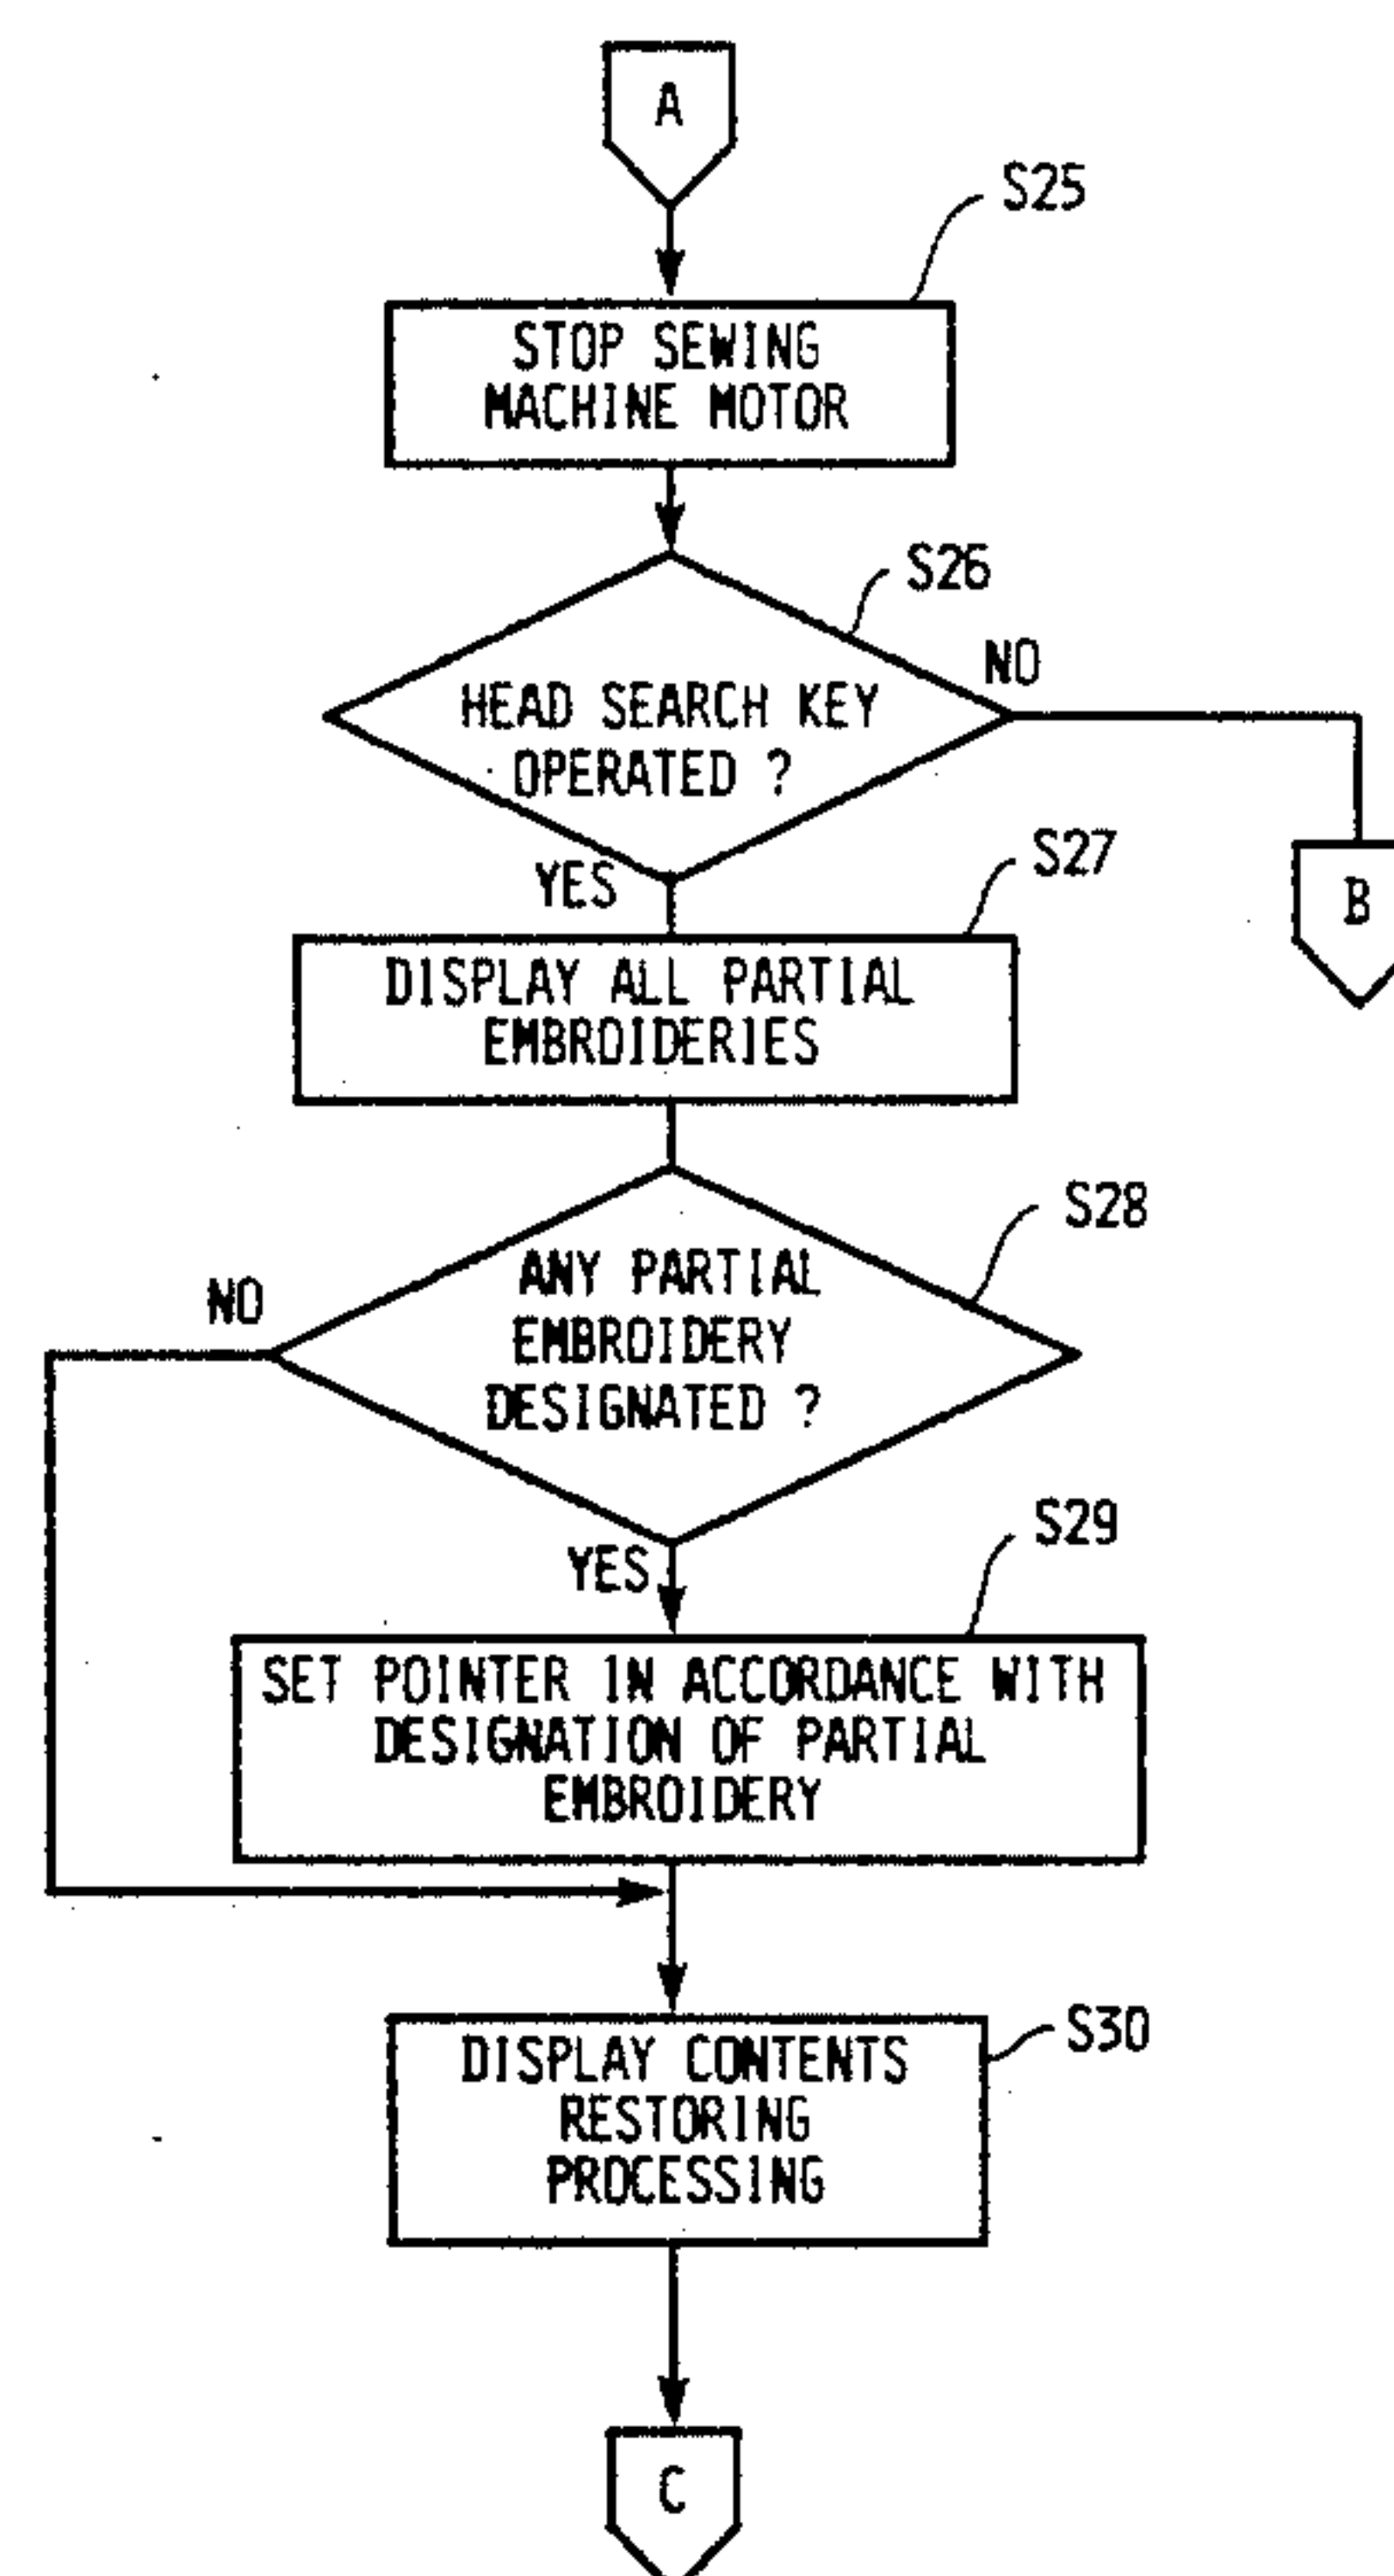 A
S25
STOP SEWING
MACHINE MOTOR
S26
NO
HEAD SEARCH KEY
OPERATED ?
YES
S27
B
DISPLAY ALL PARTIAL
EMBROIDERIES
S28
NO
ANY PARTIAL
EMBROIDERY
DESIGNATED ?
S29
YES
SET POINTER IN ACCORDANCE WITH
DESIGNATION OF PARTIAL
EMBROIDERY
S30
DISPLAY CONTENTS
RESTORING
PROCESSING
C